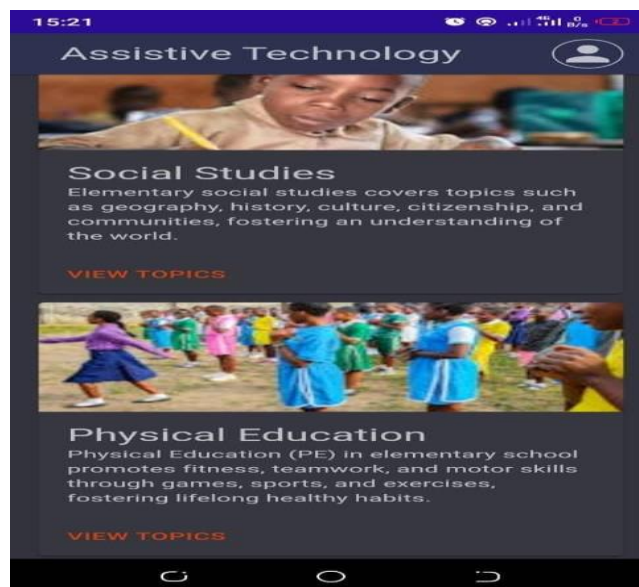 15:21
Assistive Technology
Social Studies
Elementary social studies covers topics such
as geography, history, culture, citizenship, and
communities, fostering an understanding of
the world.
VIEW TOPICS
Physical Education
Physical Education (PE) in elementary school
promotes fitness, teamwork, and motor skills
through games, sports, and exercises,
fostering lifelong healthy habits.
VIEW TOPICS